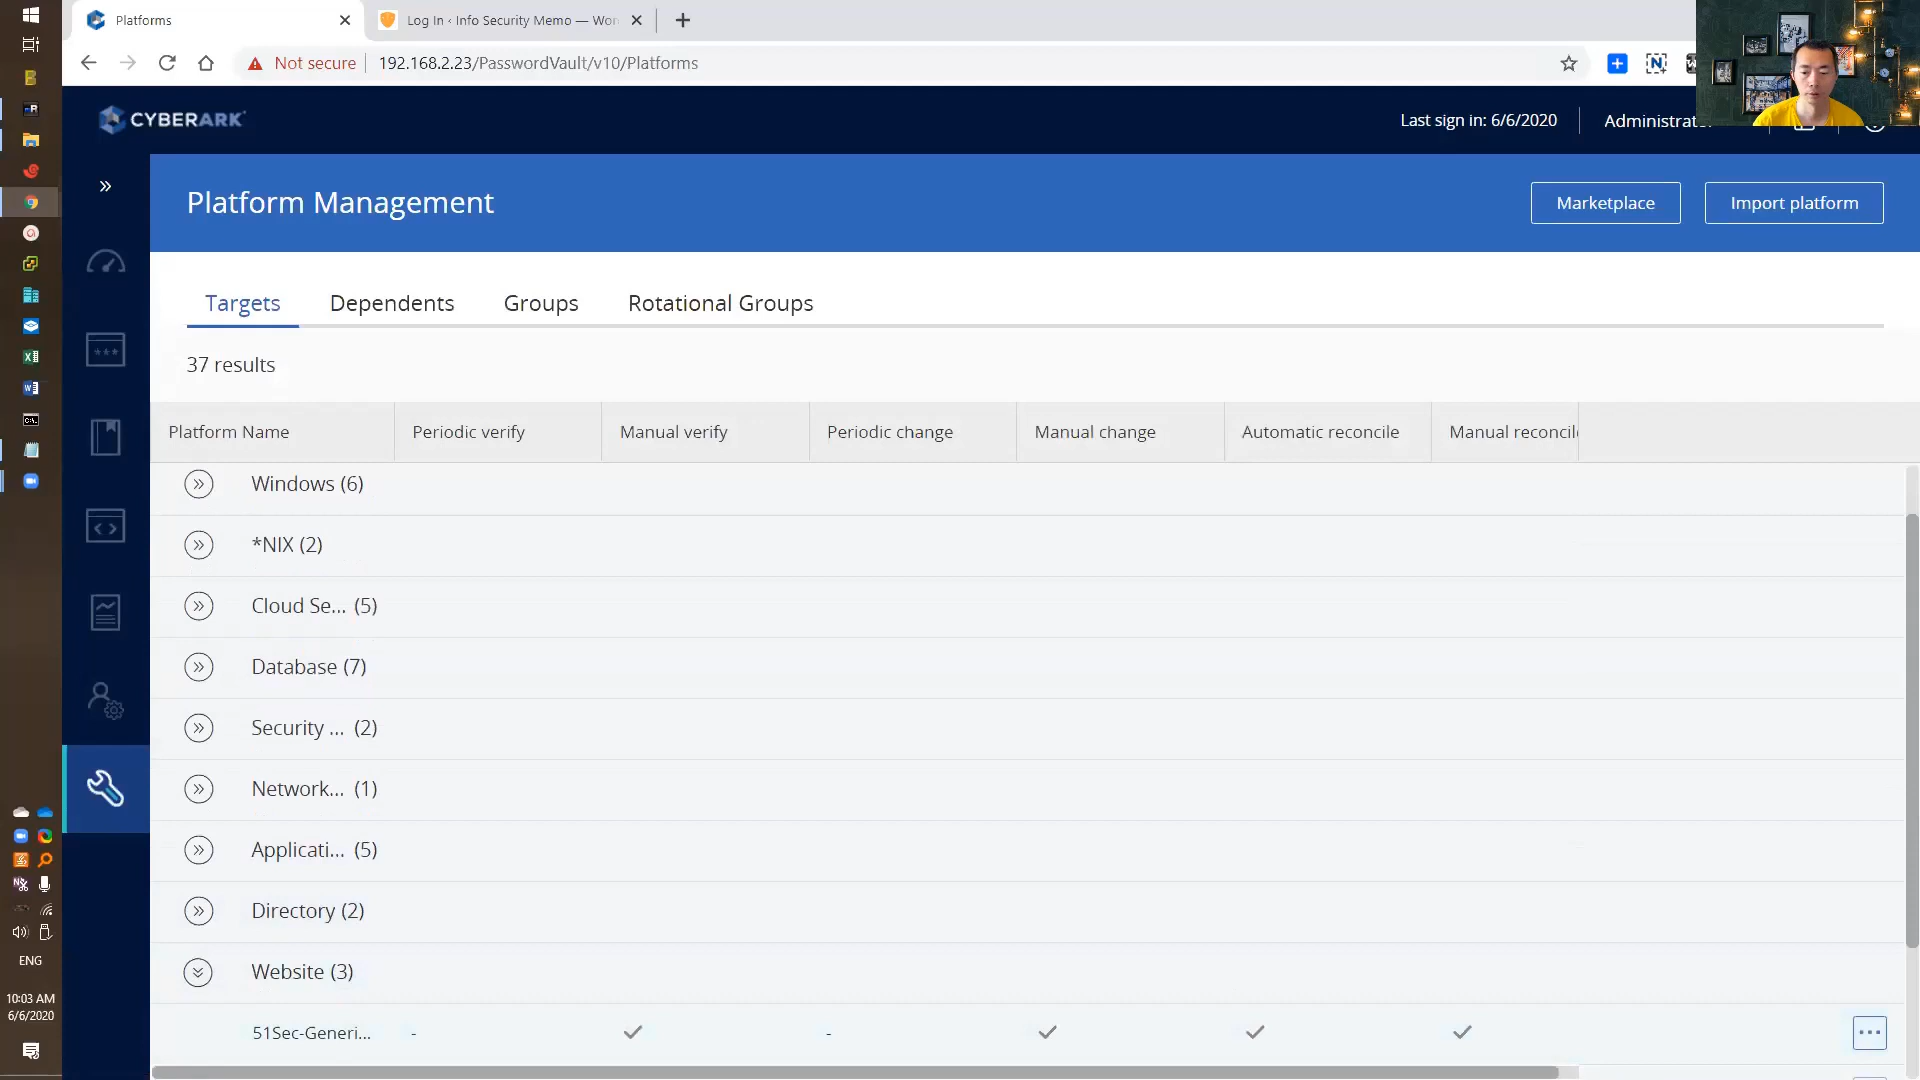 Platforms
Log In ‹ Info Security Memo — Wor
Not secure
192.168.2.23/PasswordVault/v10/Platforms
CYBERARK
Last sign in: 6/6/2020
Administrato
Platform Management
Marketplace
Import platform
Targets
Dependents
Groups
Rotational Groups
37 results
Platform Name
Periodic verify
Manual verify
Periodic change
Manual change
Automatic reconcile
Manual reconcil
Windows (6)
*NIX (2)
Cloud Se... (5)
Database (7)
Security ... (2)
Network... (1)
Applicati... (5)
Directory (2)
Website (3)
51Sec-Generi...
-
-
ENG
10:03 AM
6/6/2020